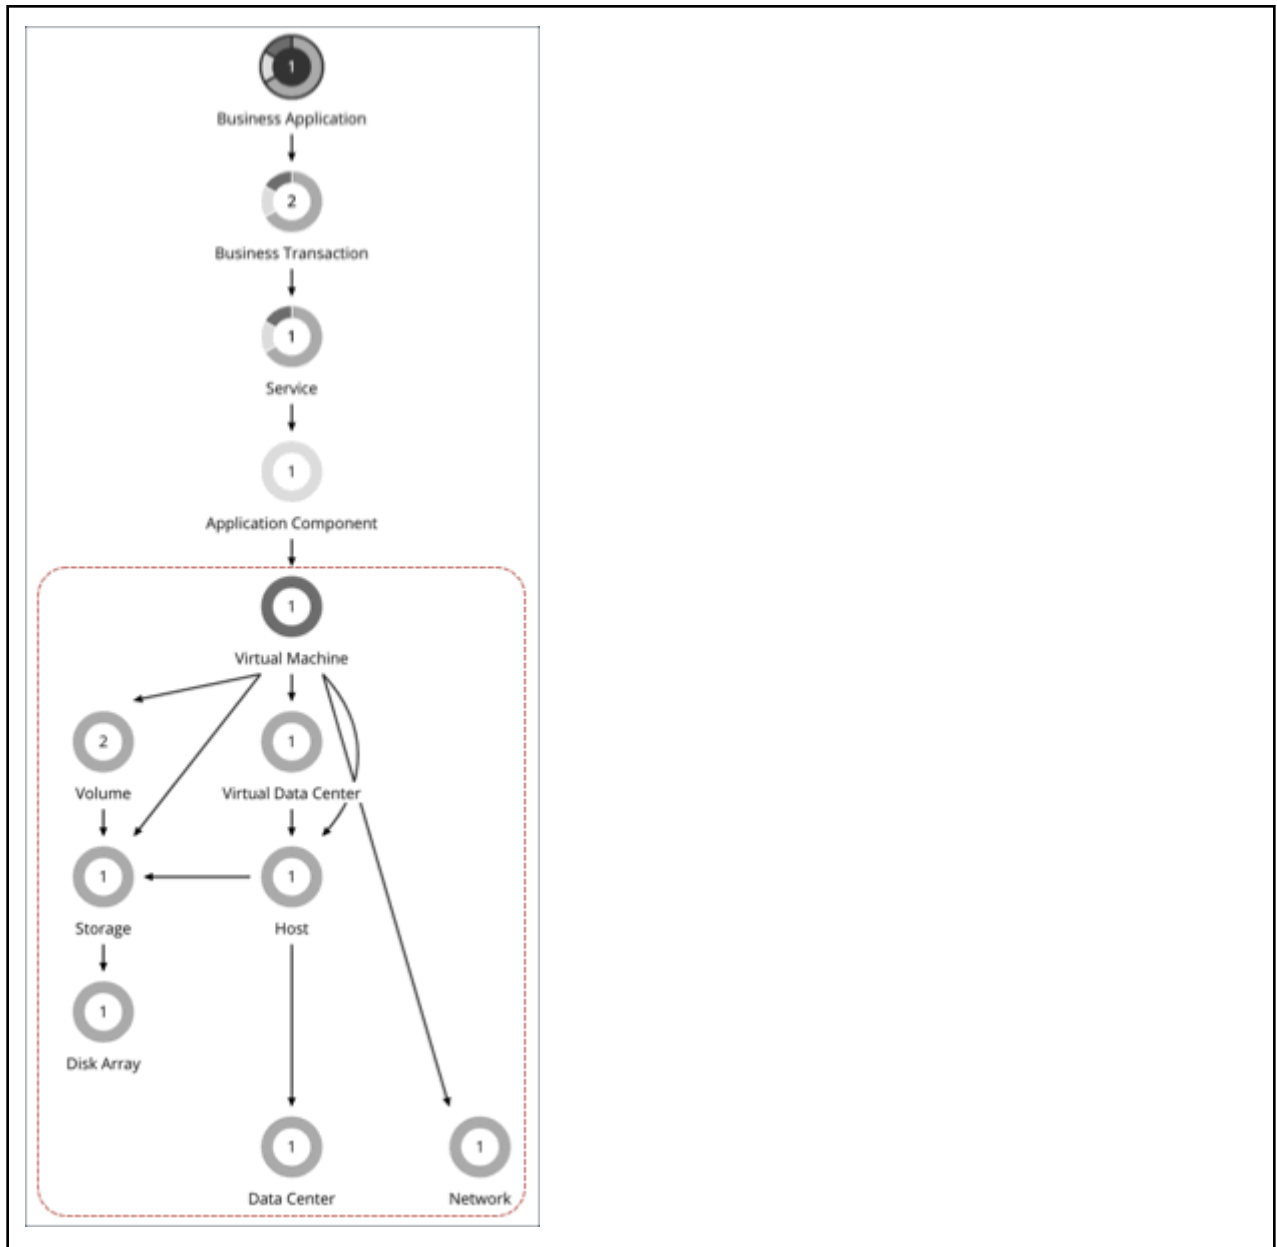 1
Business Application
2
Business Transaction
1
Service
1
Application Component
1
Virtual Machine
2
1
Volume
Virtual Data Center
1
1
Storage
Host
1
Disk Array
1
1
Data Center
Network